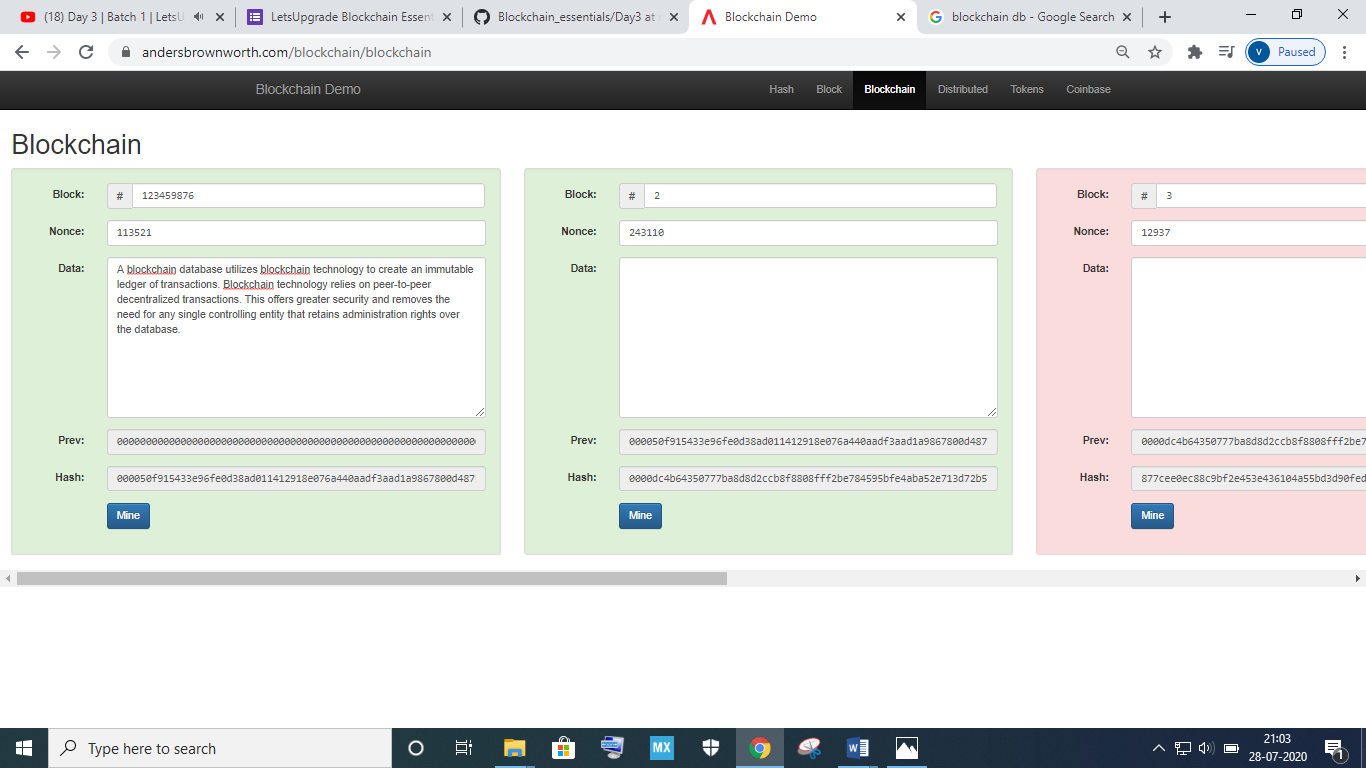 (18) Day 3 | Batch 1 | LetsU
LetsUpgrade Blockchain Essent
Blockchain_essentials/Day3 at
Blockchain Demo
blockchain db - Google Search
andersbrownworth.com/blockchain/blockchain
V
Paused
Blockchain Demo
Hash
Block
Blockchain
Distributed
Tokens
Coinbase
Blockchain
Block:
# 123459876
Nonce:
113521
Data:
A blockchain database utilizes blockchain technology to create an immutable
ledger of transactions. Blockchain technology relies on peer-to-peer
decentralized transactions. This offers greater security and removes the
need for any single controlling entity that retains administration rights over
the database.
Prev:
Hash:
000050f915433e96fe0d38ad011412918e076a440aadf3aad1a9867800d487
Mine
Block:
# 2
Nonce:
243110
Data:
Prev:
000050f915433e96fe0d38ad011412918e076a440aadf3aad1a9867800d487
Hash:
0000dc4b64350777ba8d8d2ccb8f8808fff2be784595bfe4aba52e713d72b5
Mine
Block:
# 3
Nonce:
12937
Data:
Prev:
0000dc4b64350777ba8d8d2ccb8f8808fff2be7
Hash:
877cee0ec88c9bf2e453e436104a55bd3d90fed
Mine
Type here to search
MX
21:03
28-07-2020
1